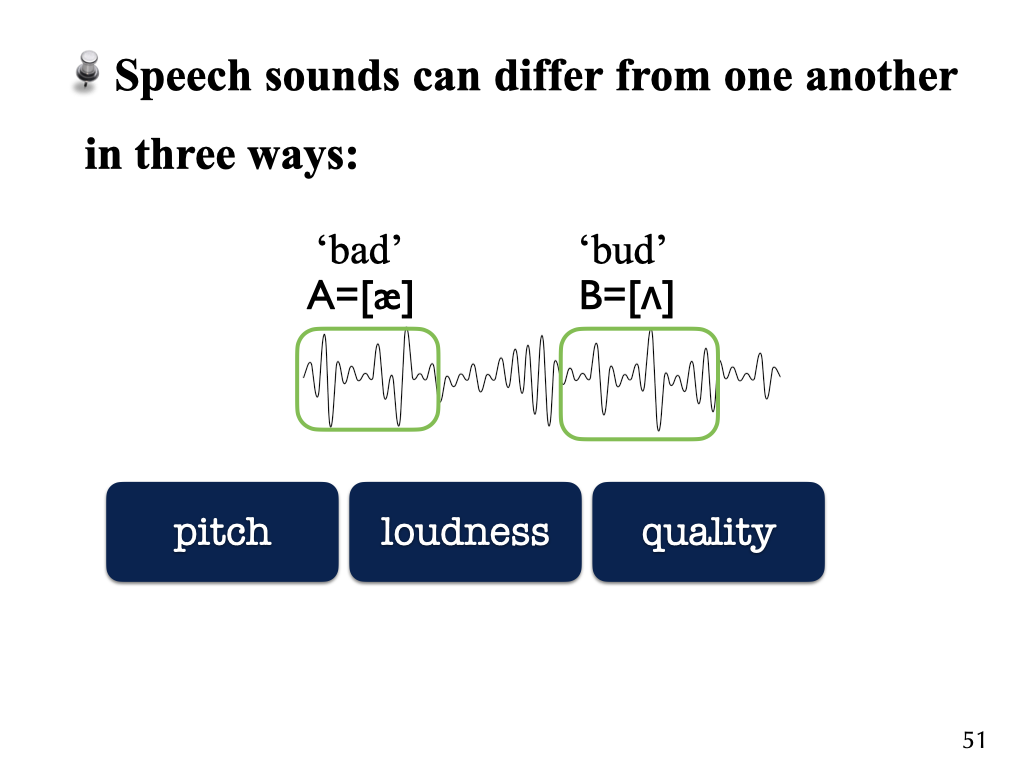 Speech sounds can differ from one another
in three ways:
‘bad’ ‘bud’
A=[æ] B=[ʌ]
pitch loudness quality
51